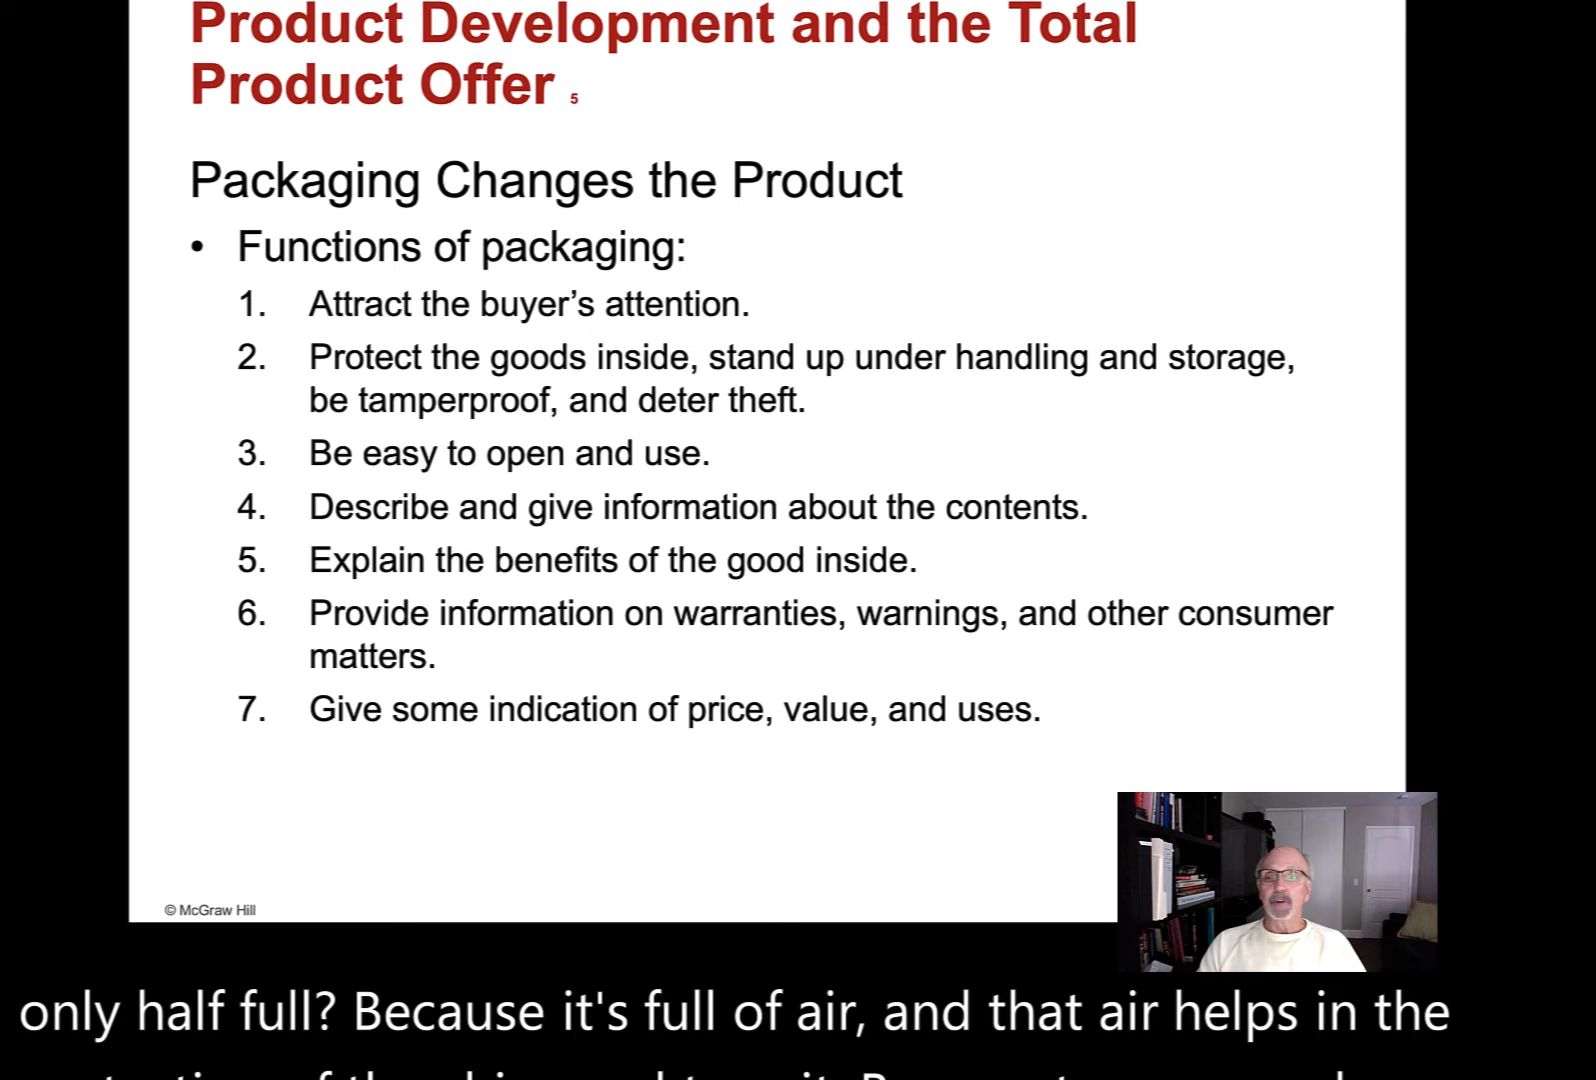 Product Development and the Total
Product Offer 5
Packaging Changes the Product
• Functions of packaging:
1. Attract the buyer’s attention.
2. Protect the goods inside, stand up under handling and storage,
be tamperproof, and deter theft.
3. Be easy to open and use.
4. Describe and give information about the contents.
5. Explain the benefits of the good inside.
6. Provide information on warranties, warnings, and other consumer
matters.
7. Give some indication of price, value, and uses.
© McGraw Hill
only half full? Because it's full of air, and that air helps in the